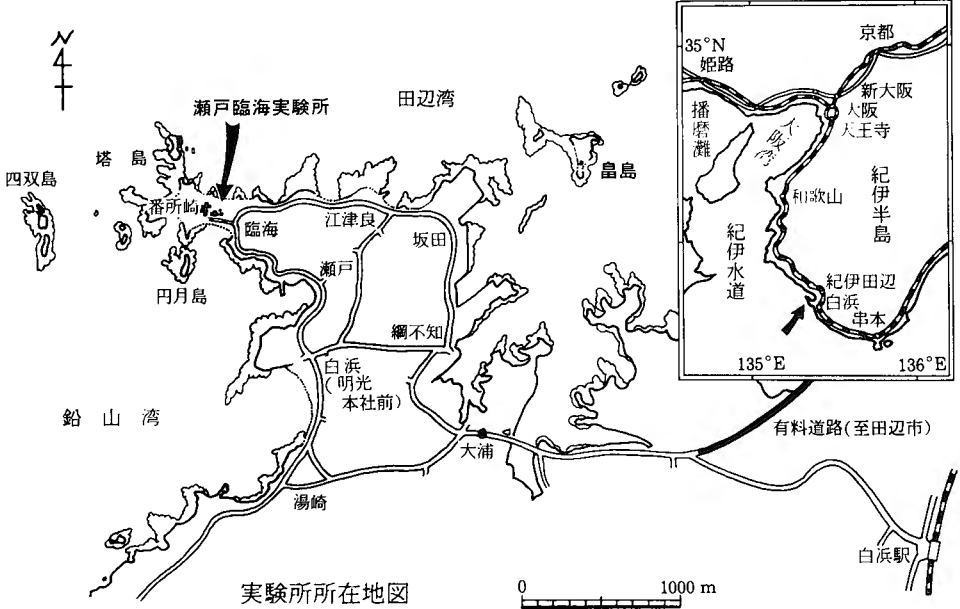 N
瀬戸臨海実験所
田辺湾
塔島
四双島
番所崎
臨海
円月島
江津良
坂田
畠島
瀬戸
綱不知
白浜
(明光
本社前)
鉛山湾
大浦
湯崎
有料道路(至田辺市)
白浜駅
実験所所在地図
0 1000 m
35°N
京都
姫路
新大阪
大阪
天王寺
播磨灘
大阪湾
和歌山
紀伊半島
紀伊水道
紀伊田辺
白浜
串本
135°E
136°E